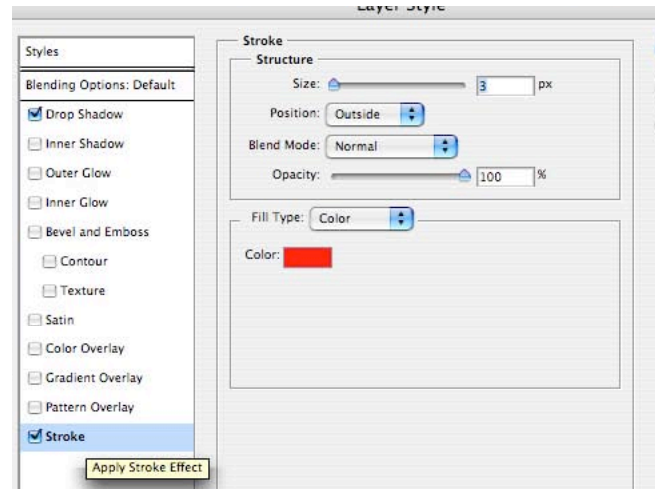 Layer Style
Styles
Blending Options: Default
Drop Shadow
Inner Shadow
Outer Glow
Inner Glow
Bevel and Emboss
Contour
Texture
Satin
Color Overlay
Gradient Overlay
Pattern Overlay
Stroke
Apply Stroke Effect
Stroke
Structure
Size: 3 px
Position: Outside
Blend Mode: Normal
Opacity: 100 %
Fill Type: Color
Color: